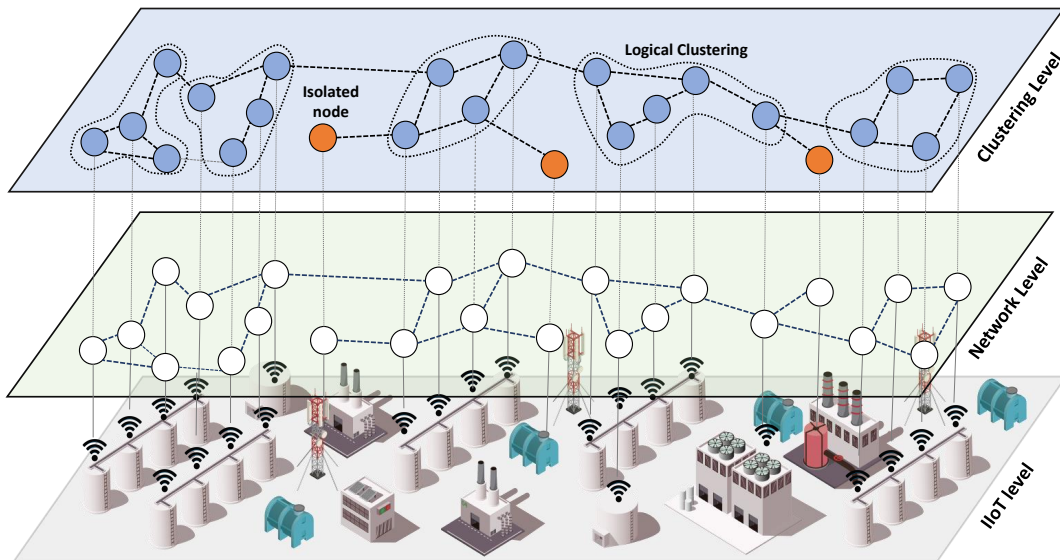 Logical Clustering
Isolated
node
Clustering Level
Network Level
IIoT level